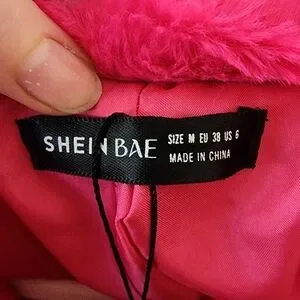 SHEIN BAE
SIZE M EU 38 US 6
MADE IN CHINA